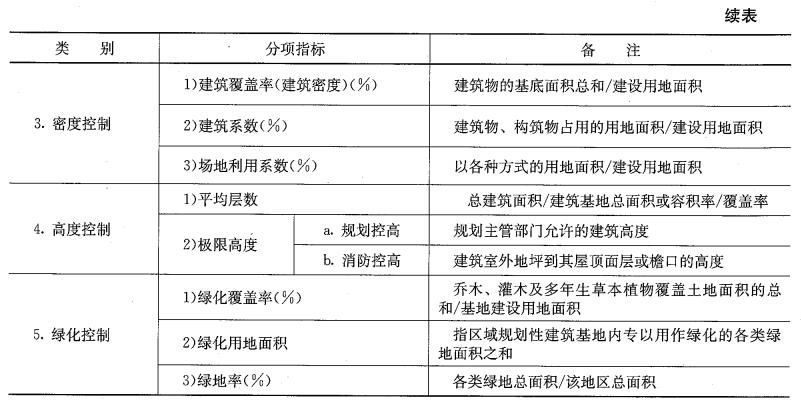 续表
类 别 分项指标 备 注
3. 密度控制
1)建筑覆盖率(建筑密度)(%) 建筑物的基底面积总和/建设用地面积
2)建筑系数(%) 建筑物、构筑物占用的用地面积/建设用地面积
3)场地利用系数(%) 以各种方式的用地面积/建设用地面积
4. 高度控制
1)平均层数 总建筑面积/建筑基地总面积或容积率/覆盖率
2)极限高度
a. 规划控高 规划主管部门允许的建筑高度
b. 消防控高 建筑室外地坪到其屋顶面层或檐口的高度
5. 绿化控制
1)绿化覆盖率(%) 乔木、灌木及多年生草本植物覆盖土地面积的总
和/基地建设用地面积
2)绿化用地面积 指区域规划性建筑基地内专以用作绿化的各类绿
地面积之和
3)绿地率(%) 各类绿地总面积/该地区总面积